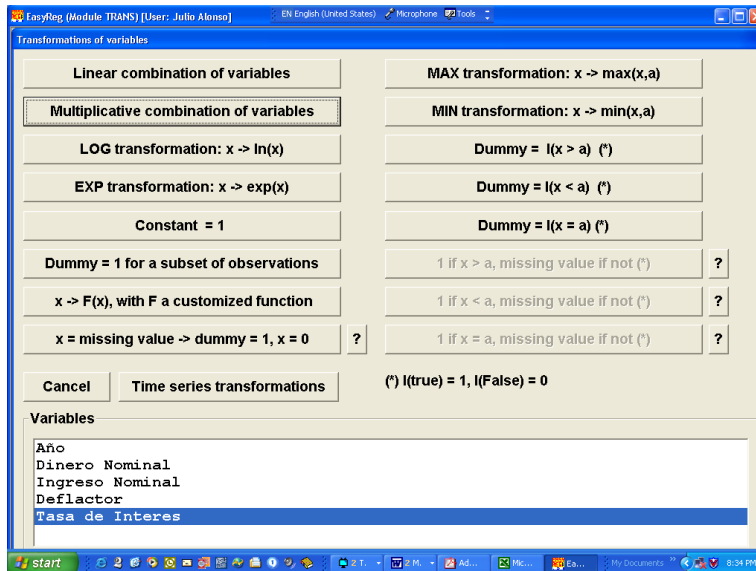 EasyReg (Module TRANS) [User: Julio Alonso]
EN English (United States) Microphone Tools
Transformations of variables
Linear combination of variables
MAX transformation: x -> max(x,a)
Multiplicative combination of variables
MIN transformation: x -> min(x,a)
LOG transformation: x -> ln(x)
Dummy = I(x > a) (*)
EXP transformation: x -> exp(x)
Dummy = I(x < a) (*)
Constant = 1
Dummy = I(x = a) (*)
Dummy = 1 for a subset of observations
1 if x > a, missing value if not (*) ?
x -> F(x), with F a customized function
1 if x < a, missing value if not (*) ?
x = missing value -> dummy = 1, x = 0 ?
1 if x = a, missing value if not (*) ?
Cancel
Time series transformations
(*) I(true) = 1, I(False) = 0
Variables
Año
Dinero Nominal
Ingreso Nominal
Deflactor
Tasa de Interes
start 2 T. 2 M. Ad... Mic... Ea... My Documents 8:34 PM